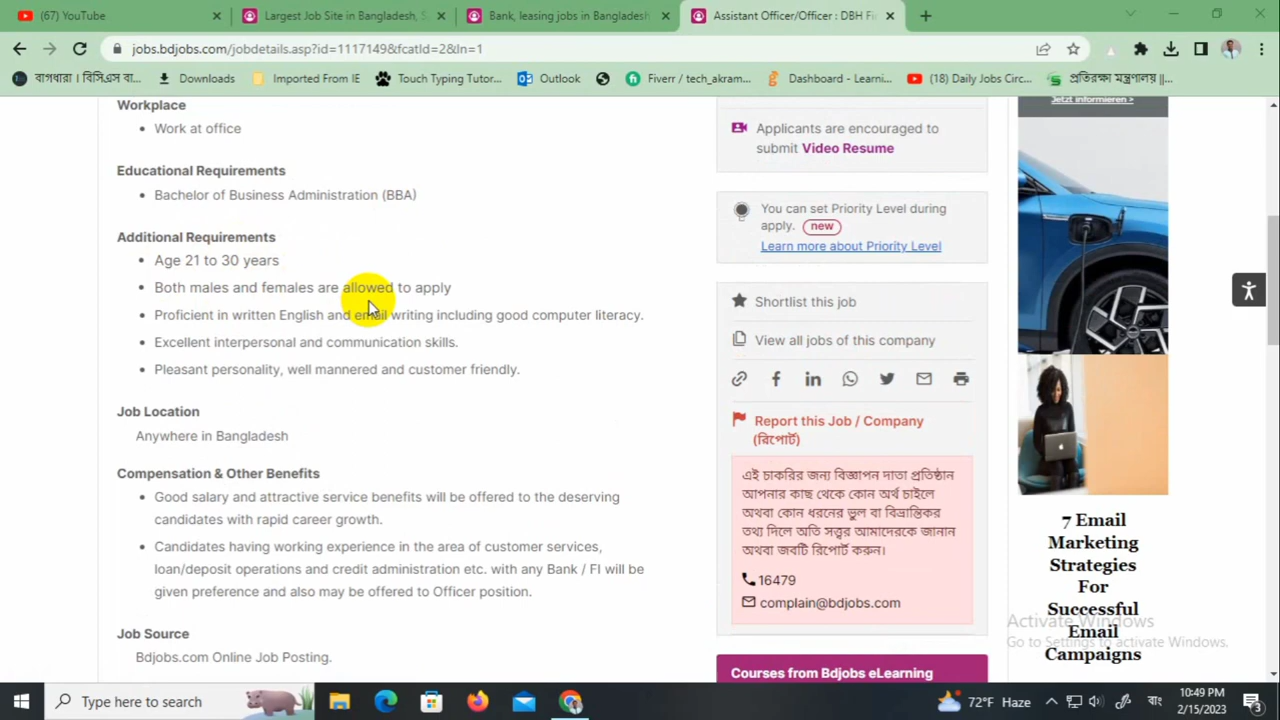 (67) YouTube
Largest Job Site in Bangladesh, S
Bank, leasing jobs in Bangladesh
Assistant Officer/Officer : DBH Fi
jobs.bdjobs.com/jobdetails.asp?id=1117149&fcatId=2&ln=1
বাগধারা । বিসিএস বা...
Downloads
Imported From IE
Touch Typing Tutor...
Outlook
Fiverr / tech_akram...
Dashboard - Learni...
(18) Daily Jobs Circ...
প্রতিরক্ষা মন্ত্রণালয় ||...
Workplace
• Work at office
Educational Requirements
• Bachelor of Business Administration (BBA)
Additional Requirements
• Age 21 to 30 years
• Both males and females are allowed to apply
• Proficient in written English and email writing including good computer literacy.
• Excellent interpersonal and communication skills.
• Pleasant personality, well mannered and customer friendly.
Job Location
Anywhere in Bangladesh
Compensation & Other Benefits
• Good salary and attractive service benefits will be offered to the deserving
candidates with rapid career growth.
• Candidates having working experience in the area of customer services,
loan/deposit operations and credit administration etc. with any Bank / FI will be
given preference and also may be offered to Officer position.
Job Source
Bdjobs.com Online Job Posting.
Applicants are encouraged to
submit Video Resume
You can set Priority Level during
apply. new
Learn more about Priority Level
Shortlist this job
View all jobs of this company
Report this Job / Company
(রিপোর্ট)
এই চাকরির জন্য বিজ্ঞাপন দাতা প্রতিষ্ঠান
আপনার কাছ থেকে কোন অর্থ চাইলে
অথবা কোন ধরনের ভুল বা বিভ্রান্তিকর
তথ্য দিলে অতি সত্ত্বর আমাদেরকে জানান
অথবা জবটি রিপোর্ট করুন।
16479
complain@bdjobs.com
Courses from Bdjobs eLearning
Jetzt informieren >
7 Email
Marketing
Strategies
For
Successful
Email
Campaigns
Activate Windows
Go to Settings to activate Windows.
Type here to search
72°F Haze
বাং
10:49 PM
2/15/2023
3